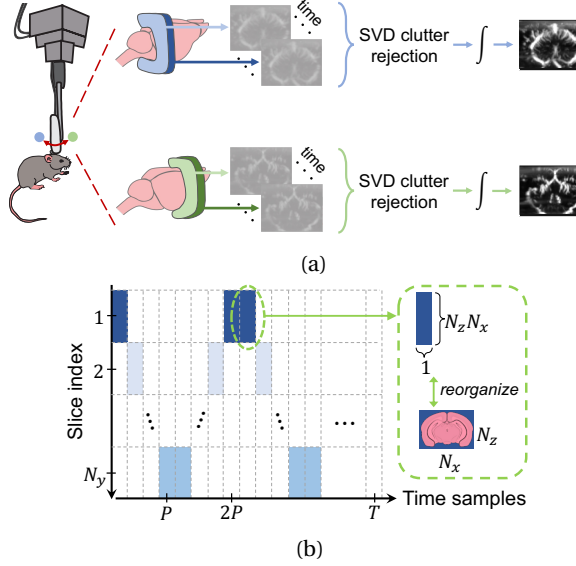 time
SVD clutter
rejection
∫
time
SVD clutter
rejection
∫
(a)
Slice index
1
2
N_y
P
2P
T
Time samples
N_zN_x
1
reorganize
N_z
N_x
(b)